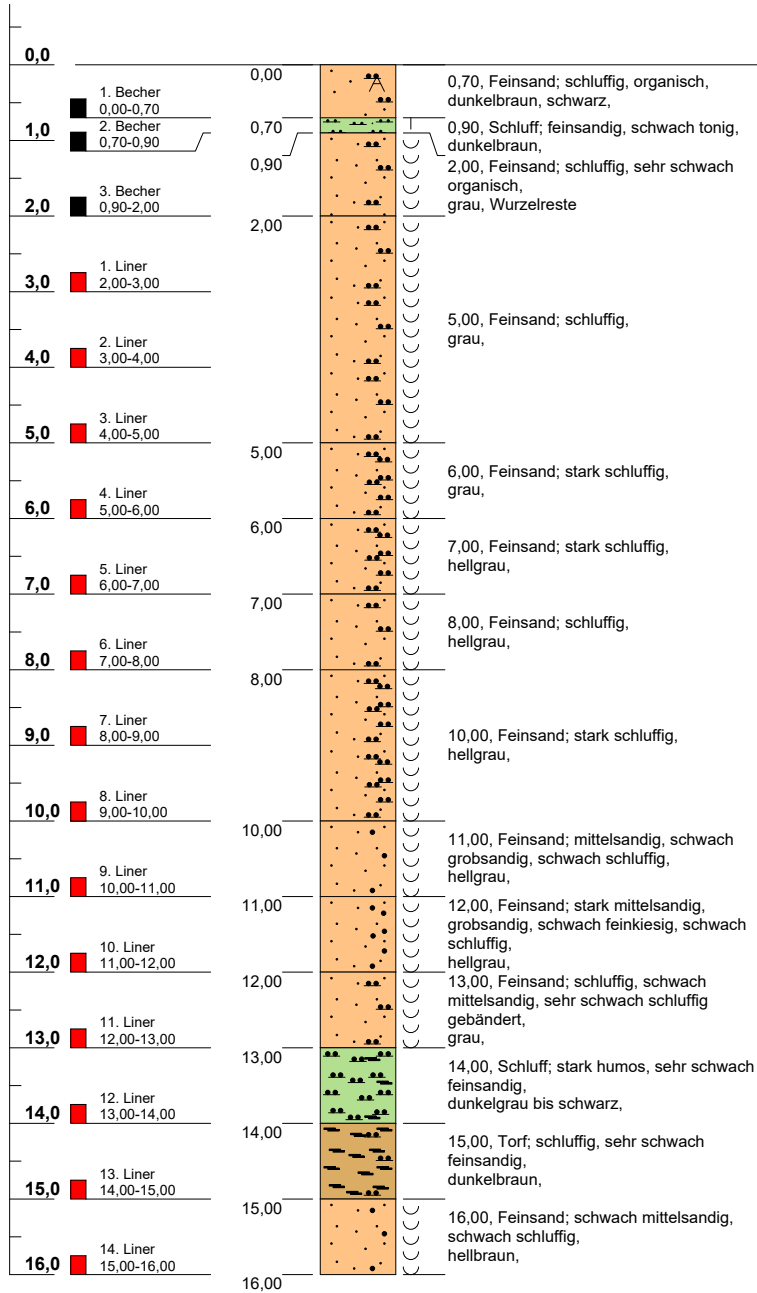 0,0
0,00
0,70, Feinsand; schluffig, organisch,
dunkelbraun, schwarz,
1. Becher
0,00-0,70
0,70
1,0
2. Becher
0,70-0,90
0,90, Schluff; feinsandig, schwach tonig,
dunkelbraun,
0,90
2,00, Feinsand; schluffig, sehr schwach
organisch,
grau, Wurzelreste
2,0
3. Becher
0,90-2,00
2,00
3,0
1. Liner
2,00-3,00
5,00, Feinsand; schluffig,
grau,
4,0
2. Liner
3,00-4,00
5,0
3. Liner
4,00-5,00
5,00
6,00, Feinsand; stark schluffig,
grau,
6,0
4. Liner
5,00-6,00
6,00
7,00, Feinsand; stark schluffig,
hellgrau,
7,0
5. Liner
6,00-7,00
7,00
8,00, Feinsand; schluffig,
hellgrau,
8,0
6. Liner
7,00-8,00
8,00
9,0
7. Liner
8,00-9,00
10,00, Feinsand; stark schluffig,
hellgrau,
10,0
8. Liner
9,00-10,00
10,00
11,00, Feinsand; mittelsandig, schwach
grobsandig, schwach schluffig,
hellgrau,
11,0
9. Liner
10,00-11,00
11,00
12,00, Feinsand; stark mittelsandig,
grobsandig, schwach feinkiesig, schwach
schluffig,
hellgrau,
12,0
10. Liner
11,00-12,00
12,00
13,00, Feinsand; schluffig, schwach
mittelsandig, sehr schwach schluffig
gebändert,
grau,
13,0
11. Liner
12,00-13,00
13,00
14,00, Schluff; stark humos, sehr schwach
feinsandig,
dunkelgrau bis schwarz,
14,0
12. Liner
13,00-14,00
14,00
15,00, Torf; schluffig, sehr schwach
feinsandig,
dunkelbraun,
15,0
13. Liner
14,00-15,00
15,00
16,00, Feinsand; schwach mittelsandig,
schwach schluffig,
hellbraun,
16,0
14. Liner
15,00-16,00
16,00